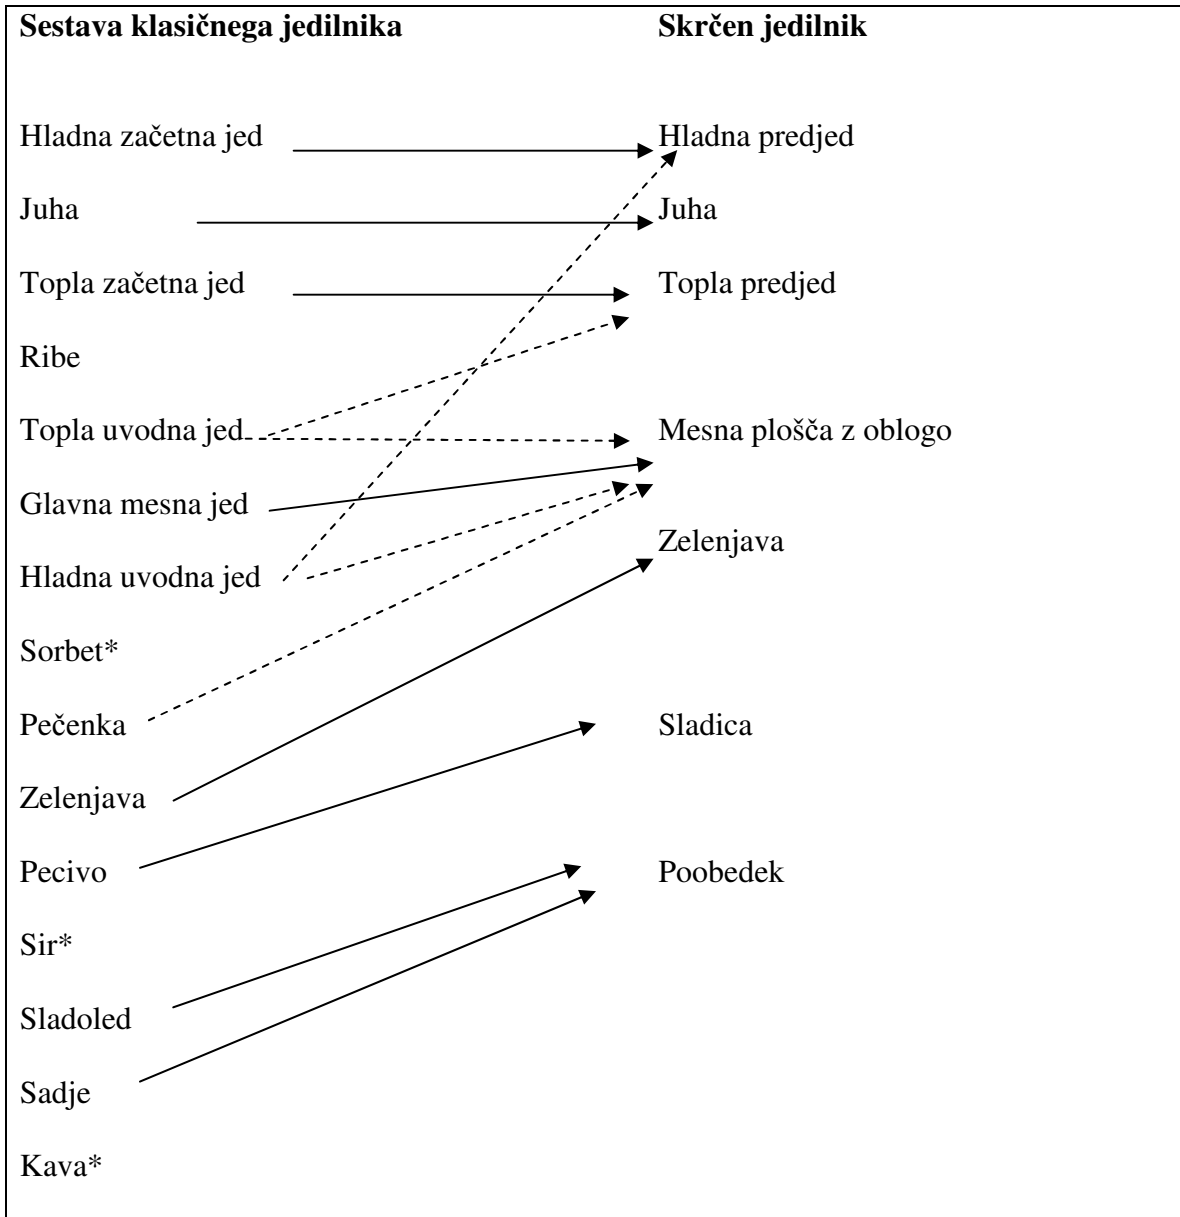 Sestava klasičnega jedilnika Skrčen jedilnik
Hladna začetna jed Hladna predjed
Juha Juha
Topla začetna jed Topla predjed
Ribe
Topla uvodna jed Mesna plošča z oblogo
Glavna mesna jed
Zelenjava
Hladna uvodna jed
Sorbet*
Pečenka Sladica
Zelenjava
Pecivo Poobedek
Sir*
Sladoled
Sadje
Kava*